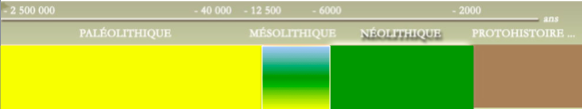 - 2 500 000 - 40 000 - 12 500 - 6000 - 2000
ans
PALÉOLITHIQUE MÉSOLITHIQUE NÉOLITHIQUE PROTOHISTOIRE ...